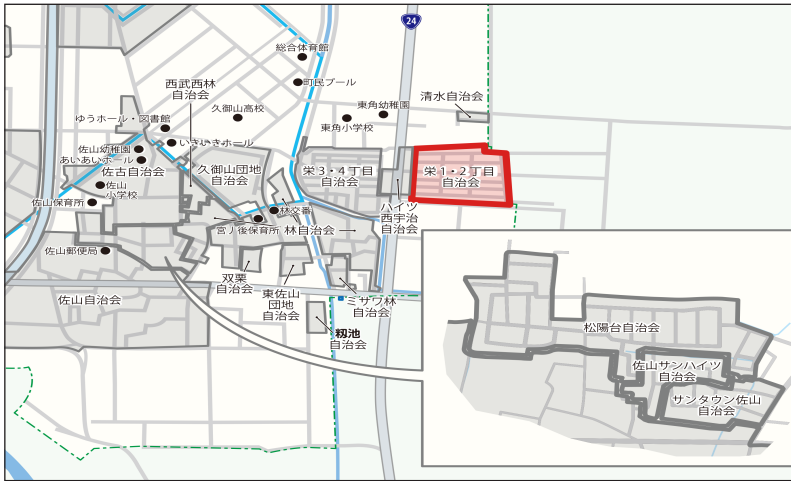 24
総合体育館
町民プール
西武西林
自治会
清水自治会
久御山高校
東角幼稚園
ゆうホール・図書館
東角小学校
いきいきホール
佐山幼稚園
あいあいホール
佐古自治会
久御山団地
自治会
栄3・4丁目
自治会
栄1・2丁目
自治会
佐山
小学校
佐山保育所
ハイツ
西宇治
自治会
林交番
林自治会
佐山郵便局
双栗
自治会
東佐山
団地
自治会
ミサワ林
自治会
佐山自治会
籾池
自治会
松陽台自治会
佐山サンハイツ
自治会
サンタウン佐山
自治会